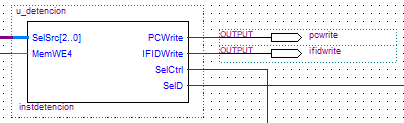 u_detencion
SelSrc[2..0]
MemWE4
PCWrite
IFIDWrite
SelCtrl
SelD
instdetencion
OUTPUT
pcwrite
OUTPUT
ifidwrite